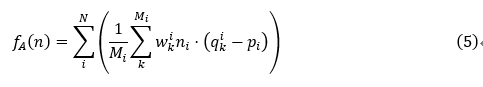 f_A(n) = \sum_{i}^{N} \left( \frac{1}{M_i} \sum_{k}^{M_i} w_k^i n_i \cdot (q_k^i - p_i) \right) (5)↵